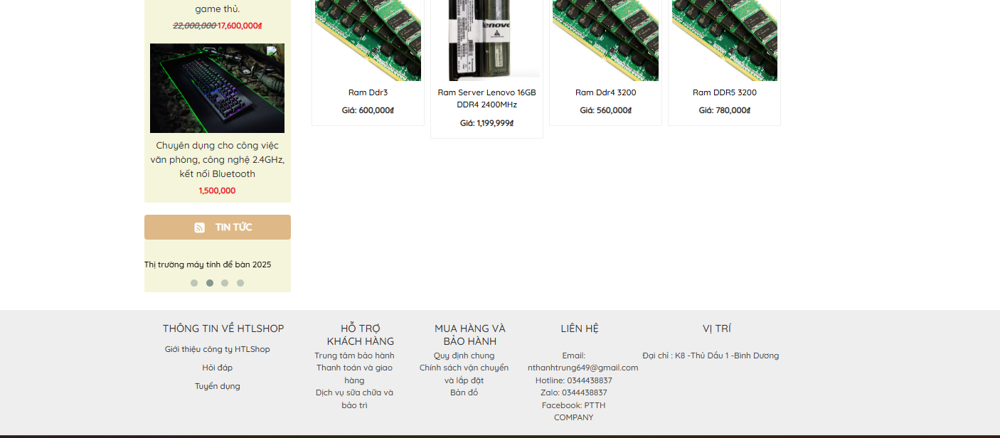 game thủ.
22,000,000 17,600,000₫
Chuyên dụng cho công việc
văn phòng, công nghệ 2.4GHz,
kết nối Bluetooth
1,500,000
TIN TỨC
Thị trường máy tính để bàn 2025
Ram Ddr3
Giá: 600,000₫
enovo
Ram Server Lenovo 16GB
DDR4 2400MHz
Giá: 1,199,999₫
Ram Ddr4 3200
Giá: 560,000₫
Ram DDR5 3200
Giá: 780,000₫
THÔNG TIN VỀ HTLSHOP
Giới thiệu công ty HTLShop
Hỏi đáp
Tuyển dụng
HỖ TRỢ
KHÁCH HÀNG
Trung tâm bảo hành
Thanh toán và giao
hàng
Dịch vụ sữa chữa và
bảo trì
MUA HÀNG VÀ
BẢO HÀNH
Quy định chung
Chính sách vận chuyển
và lắp đặt
Bản đồ
LIÊN HỆ
Email:
nthanhtrung649@gmail.com
Hotline: 0344438837
Zalo: 0344438837
Facebook: PTTH
COMPANY
VỊ TRÍ
Đại chỉ : K8 -Thủ Dầu 1 -Bình Dương